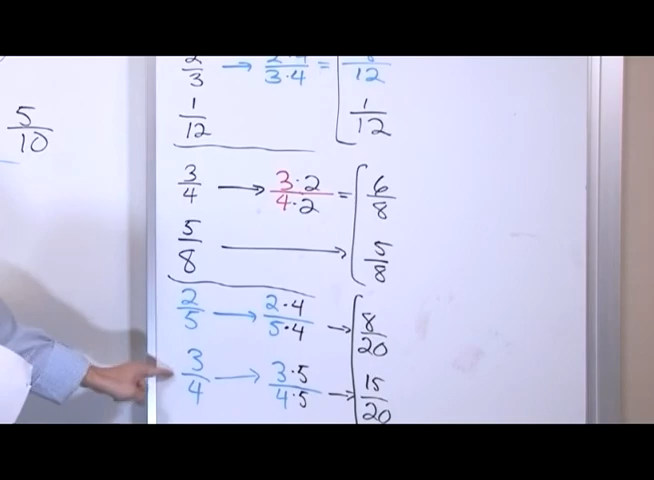 5/10
2/3 → 2·4/3·4 = 8/12
1/12 1/12
3/4 → 3·2/4·2 = 6/8
5/8 → 5/8
2/5 → 2·4/5·4 → 8/20
3/4 → 3·5/4·5 → 15/20